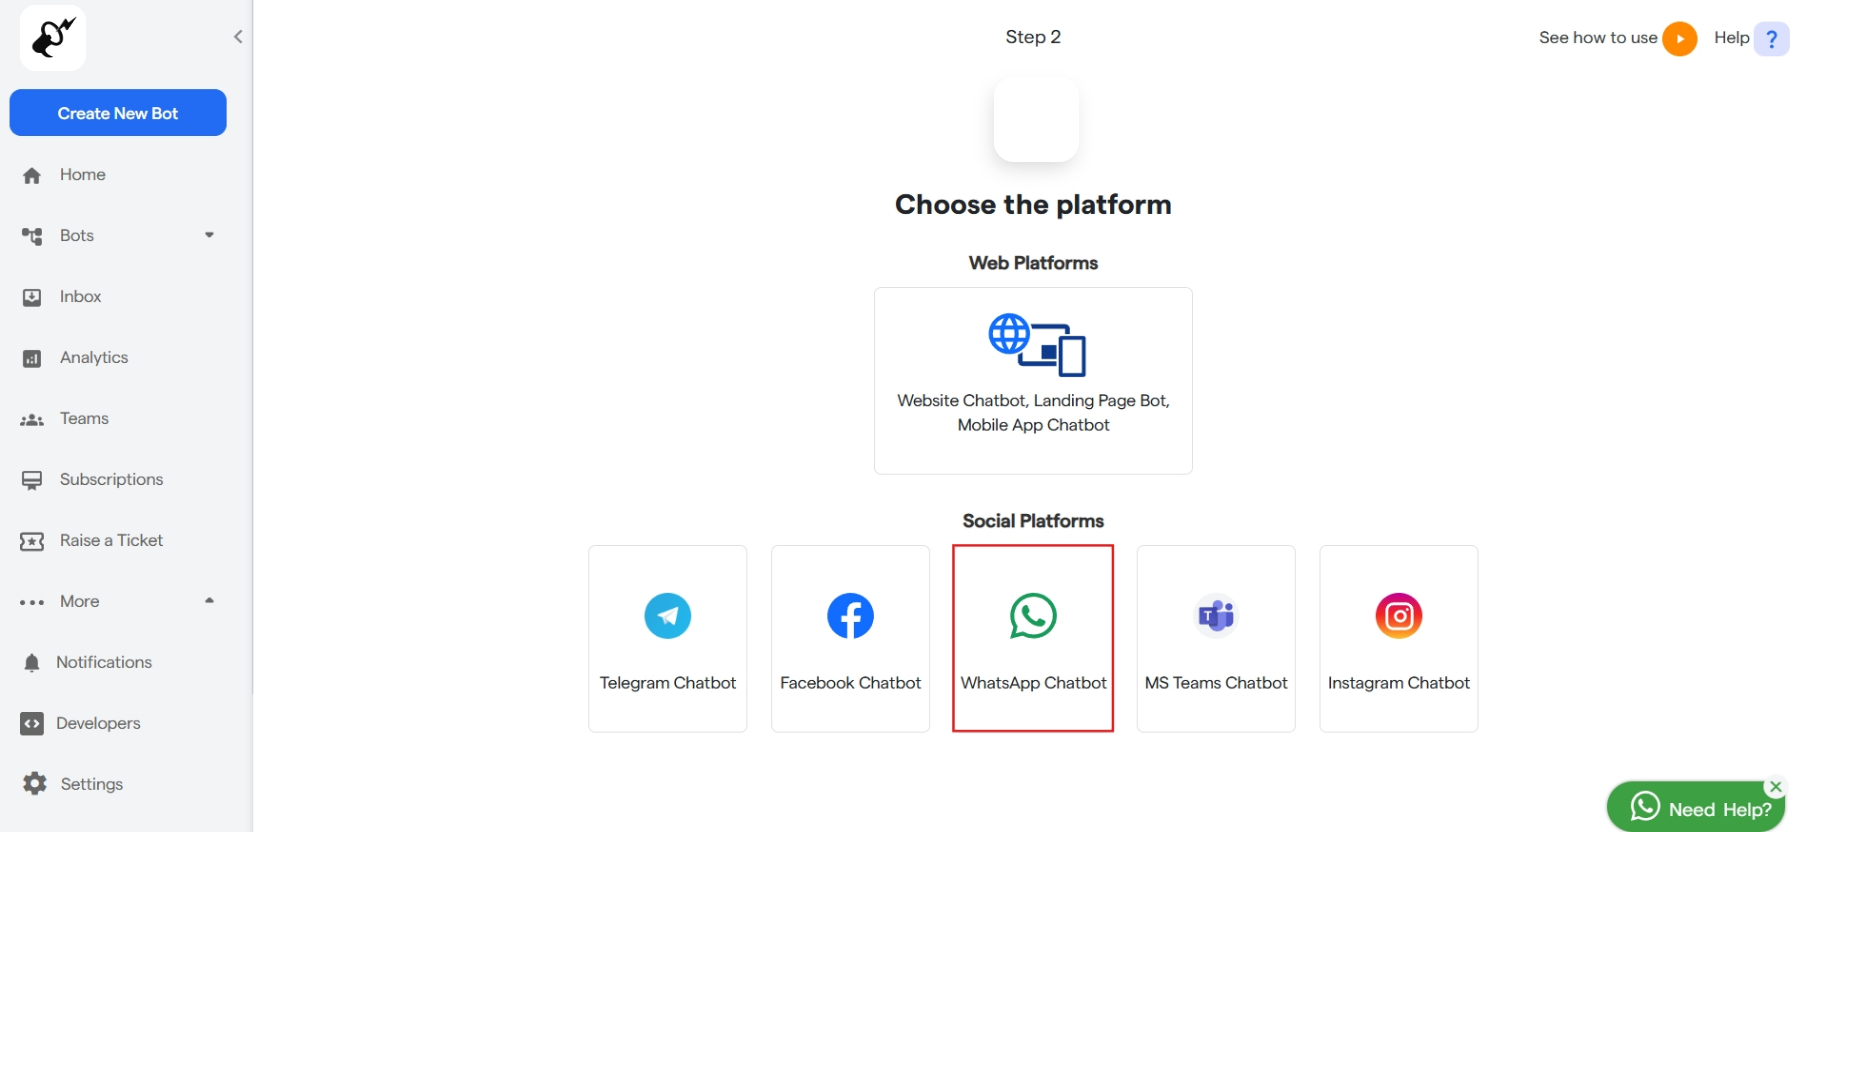 Step 2
See how to use
Help ?
Create New Bot
Home
Bots
Inbox
Analytics
Teams
Subscriptions
Raise a Ticket
More
Notifications
Developers
Settings
Choose the platform
Web Platforms
Website Chatbot, Landing Page Bot,
Mobile App Chatbot
Social Platforms
Telegram Chatbot
Facebook Chatbot
WhatsApp Chatbot
MS Teams Chatbot
Instagram Chatbot
Need Help?